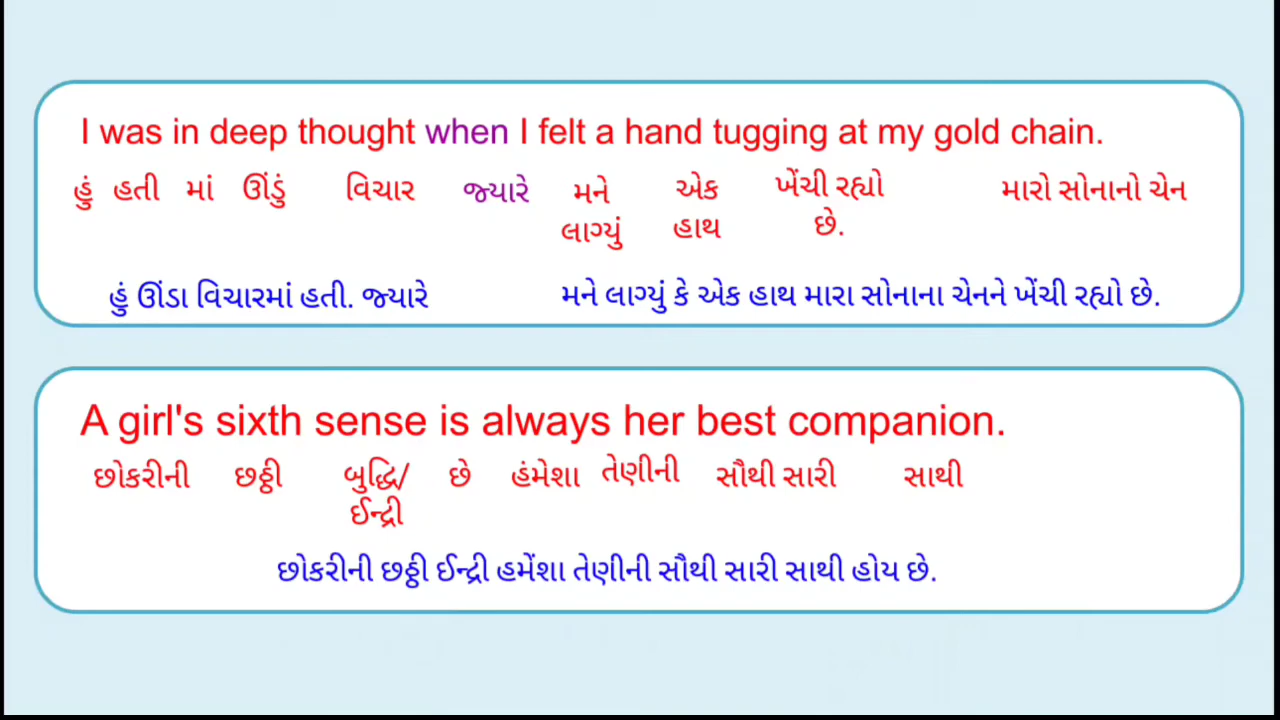 I was in deep thought when I felt a hand tugging at my gold chain.
હું હતી માં ઊંડું વિચાર જ્યારે મને એક ખેંચી રહ્યો મારો સોનાનો ચેન
લાગ્યું હાથ છે.
હું ઊંડા વિચારમાં હતી. જ્યારે મને લાગ્યું કે એક હાથ મારા સોનાના ચેનને ખેંચી રહ્યો છે.
A girl's sixth sense is always her best companion.
છોકરીની છઠ્ઠી બુદ્ધિ/ છે હંમેશા તેણીની સૌથી સારી સાથી
ઈન્દ્રી
છોકરીની છઠ્ઠી ઈન્દ્રી હમેંશા તેણીની સૌથી સારી સાથી હોય છે.